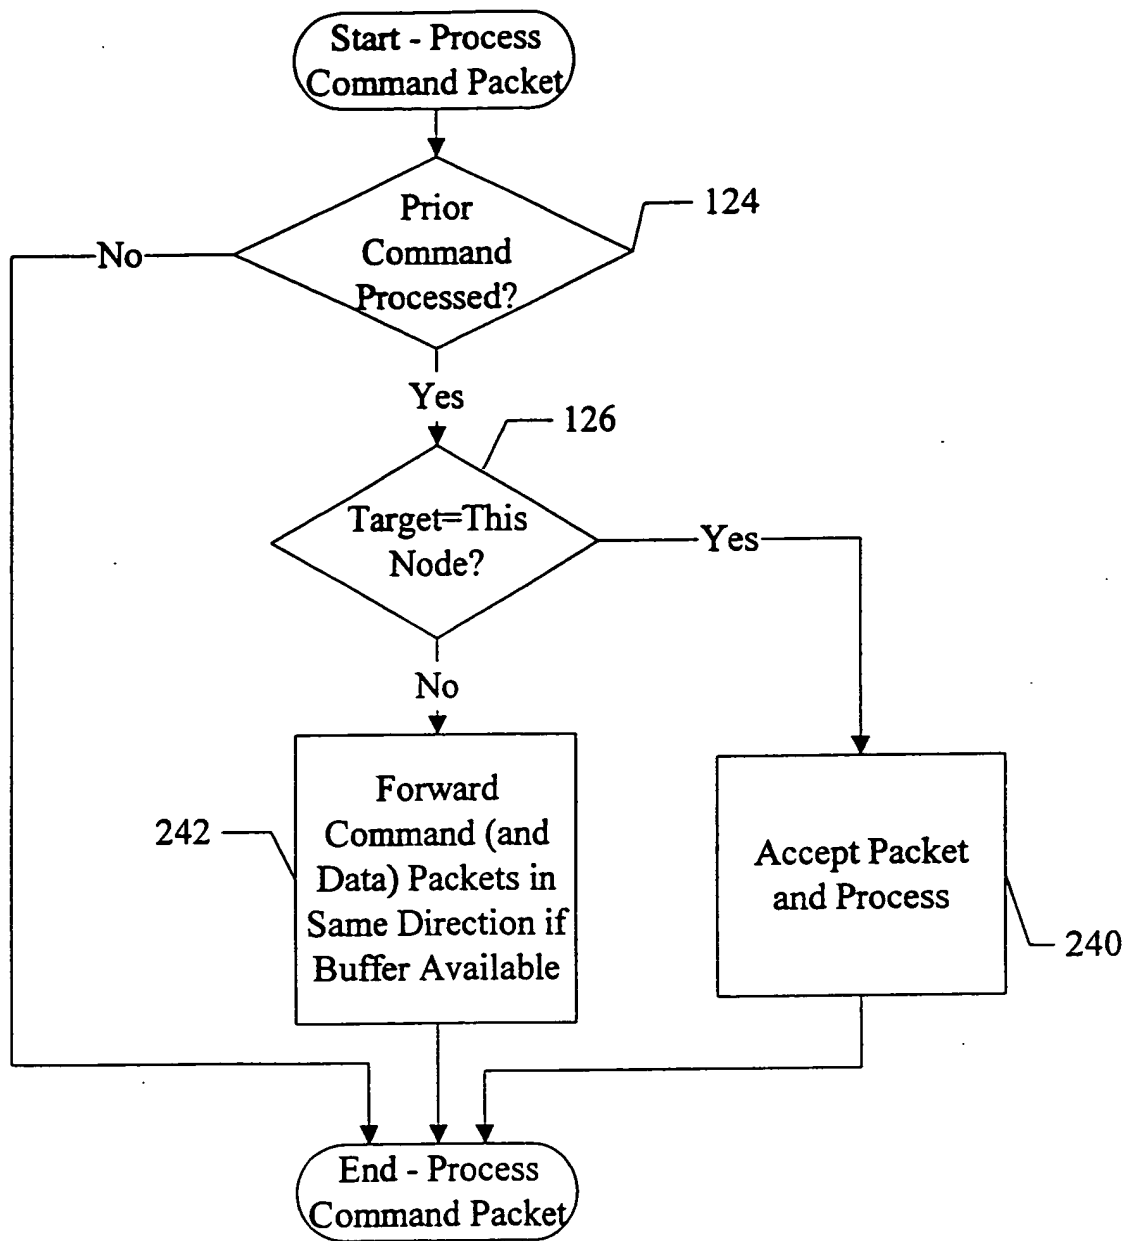 Start - Process
Command Packet
124
Prior
Command
Processed?
No
Yes
126
Target=This
Node?
Yes
No
242
Forward
Command (and
Data) Packets in
Same Direction if
Buffer Available
Accept Packet
and Process
240
End - Process
Command Packet